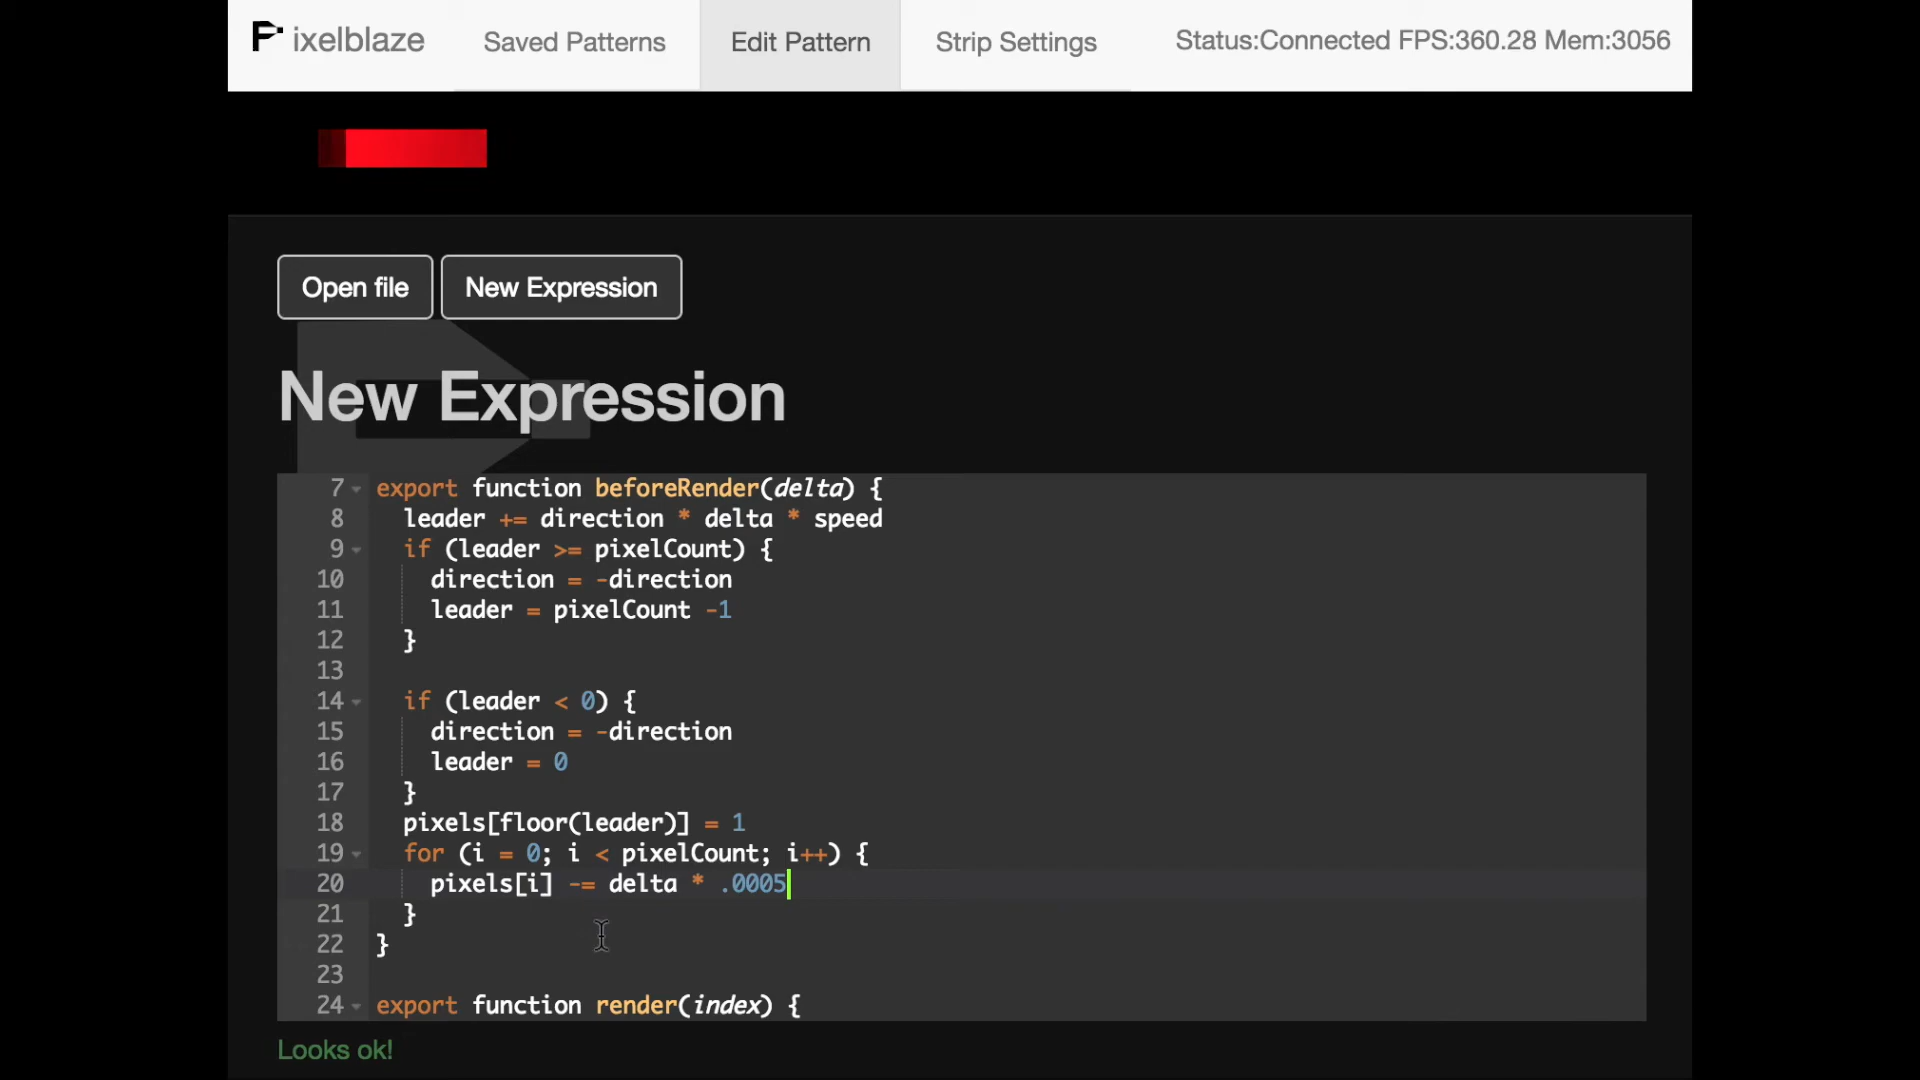 Pixelblaze Saved Patterns Edit Pattern Strip Settings Status:Connected FPS:360.28 Mem:3056
Open file New Expression
New Expression
7 export function beforeRender(delta) {
8 leader += direction * delta * speed
9 if (leader >= pixelCount) {
10 direction = -direction
11 leader = pixelCount -1
12 }
13
14 if (leader < 0) {
15 direction = -direction
16 leader = 0
17 }
18 pixels[floor(leader)] = 1
19 for (i = 0; i < pixelCount; i++) {
20 pixels[i] -= delta * .0005
21 }
22 }
23
24 export function render(index) {
Looks ok!